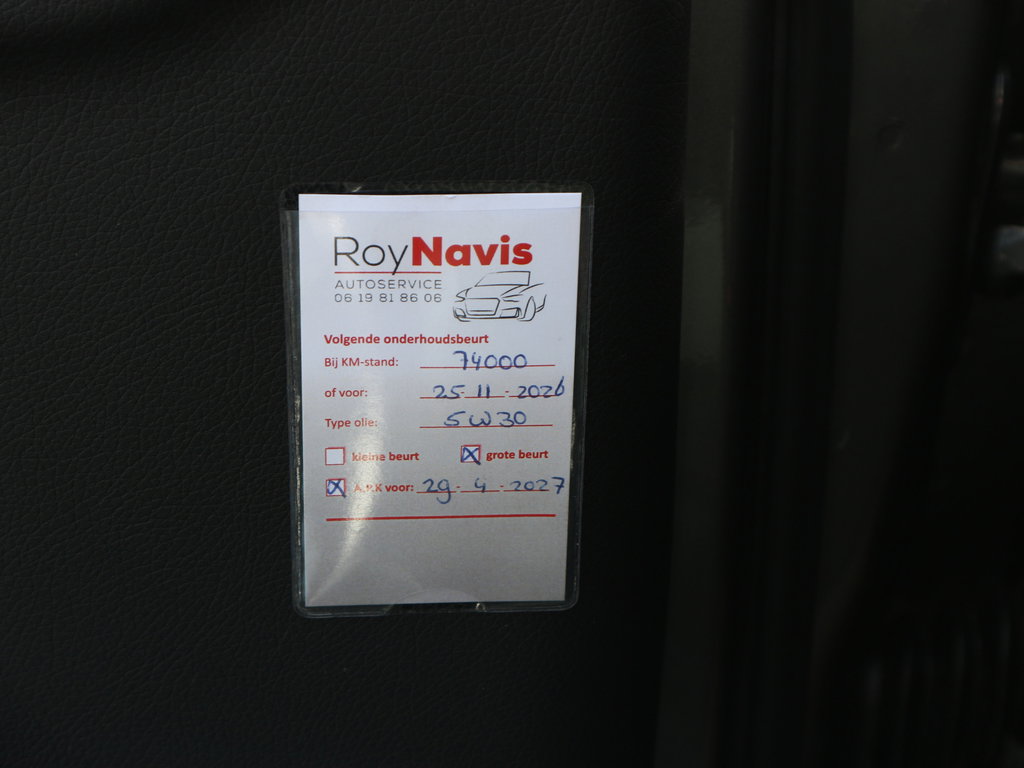 RoyNavis
AUTOSERVICE
06 19 81 86 06
Volgende onderhoudsbeurt
Bij KM-stand: 74000
of voor: 25-11-2026
Type olie: 5W30
kleine beurt grote beurt
A.P.K voor: 29-4-2027